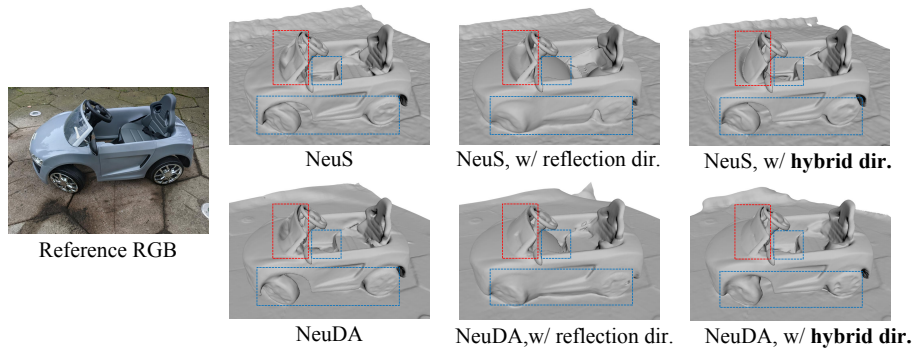 NeuS
NeuS, w/ reflection dir.
NeuS, w/ hybrid dir.
Reference RGB
NeuDA
NeuDA,w/ reflection dir.
NeuDA, w/ hybrid dir.